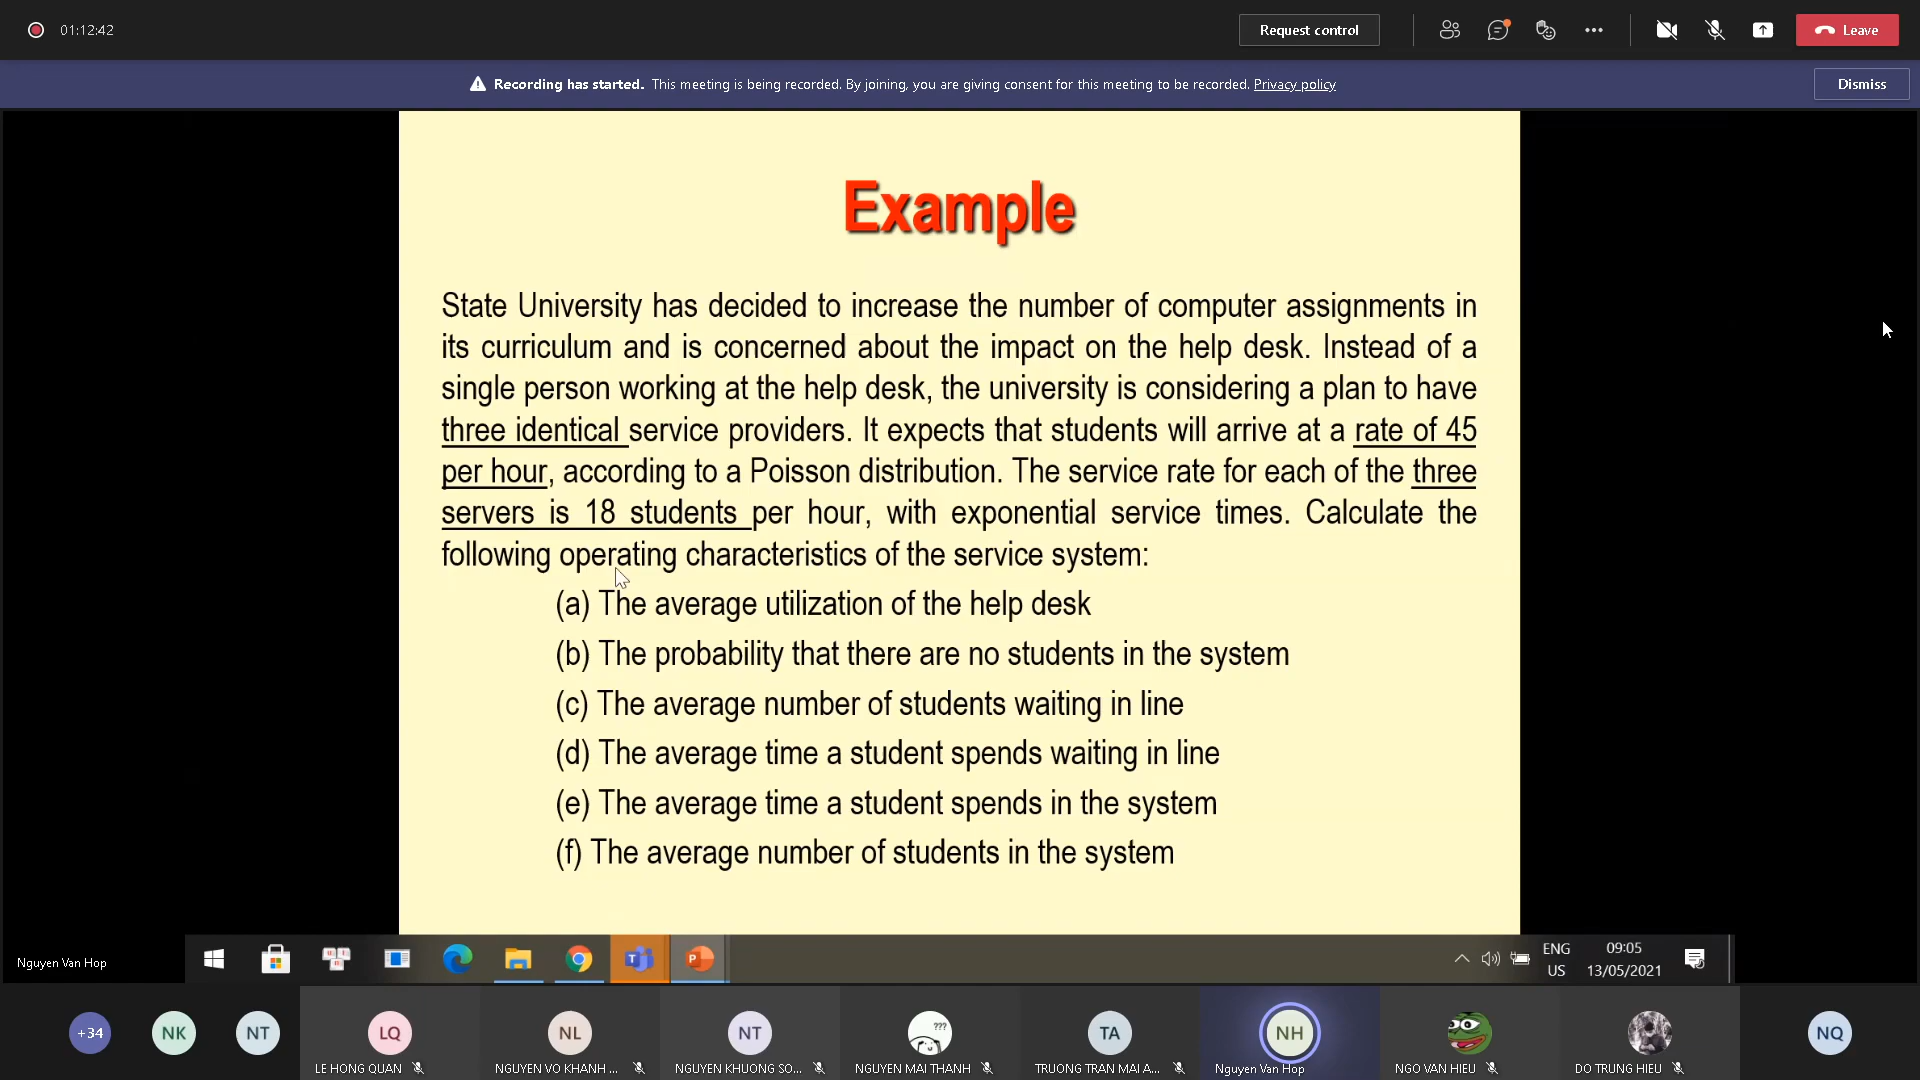 01:12:42
Request control
Leave
Recording has started. This meeting is being recorded. By joining, you are giving consent for this meeting to be recorded. Privacy policy
Dismiss
Example
State University has decided to increase the number of computer assignments in
its curriculum and is concerned about the impact on the help desk. Instead of a
single person working at the help desk, the university is considering a plan to have
three identical service providers. It expects that students will arrive at a rate of 45
per hour, according to a Poisson distribution. The service rate for each of the three
servers is 18 students per hour, with exponential service times. Calculate the
following operating characteristics of the service system:
(a) The average utilization of the help desk
(b) The probability that there are no students in the system
(c) The average number of students waiting in line
(d) The average time a student spends waiting in line
(e) The average time a student spends in the system
(f) The average number of students in the system
Nguyen Van Hop
ENG
US
09:05
13/05/2021
+34
NK
NT
LQ
NL
NT
???
TA
NH
NQ
LE HONG QUAN
NGUYEN VO KHANH ...
NGUYEN KHUONG SO...
NGUYEN MAI THANH
TRUONG TRAN MAI A...
Nguyen Van Hop
NGO VAN HIEU
DO TRUNG HIEU